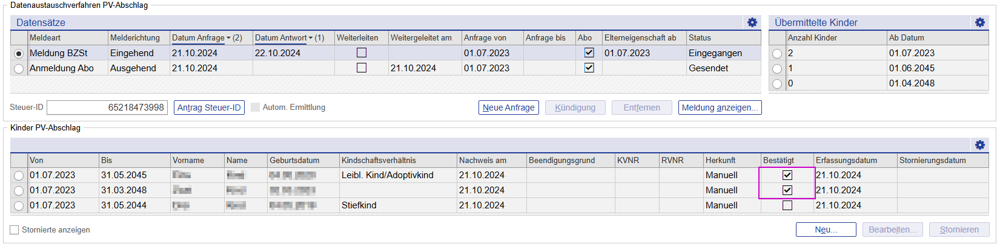 Datenaustauschverfahren PV-Abschlag
Datensätze
Meldeart Melderichtung Datum Anfrage (2) Datum Antwort (1) Weiterleiten Weitergeleitet am Anfrage von Anfrage bis Abo Elterneigenschaft ab Status
Meldung BZSt Eingehend 21.10.2024 22.10.2024 01.07.2023 01.07.2023 Eingegangen
Anmeldung Abo Ausgehend 21.10.2024 21.10.2024 01.07.2023 Gesendet
Übermittelte Kinder
Anzahl Kinder Ab Datum
2 01.07.2023
1 01.06.2045
0 01.04.2048
Steuer-ID 65218473998 Antrag Steuer-ID Autom. Ermittlung Neue Anfrage Kündigung Entfernen Meldung anzeigen...
Kinder PV-Abschlag
Von Bis Vorname Name Geburtsdatum Kindschaftsverhältnis Nachweis am Beendigungsgrund KVNR RVNR Herkunft Bestätigt Erfassungsdatum Stornierungsdatum
01.07.2023 31.05.2045 Leibl. Kind/Adoptivkind 21.10.2024 Manuell 21.10.2024
01.07.2023 31.03.2048 21.10.2024 Manuell 21.10.2024
01.07.2023 31.05.2044 Stiefkind 21.10.2024 Manuell 21.10.2024
Stornierte anzeigen Neu... Bearbeiten... Stornieren